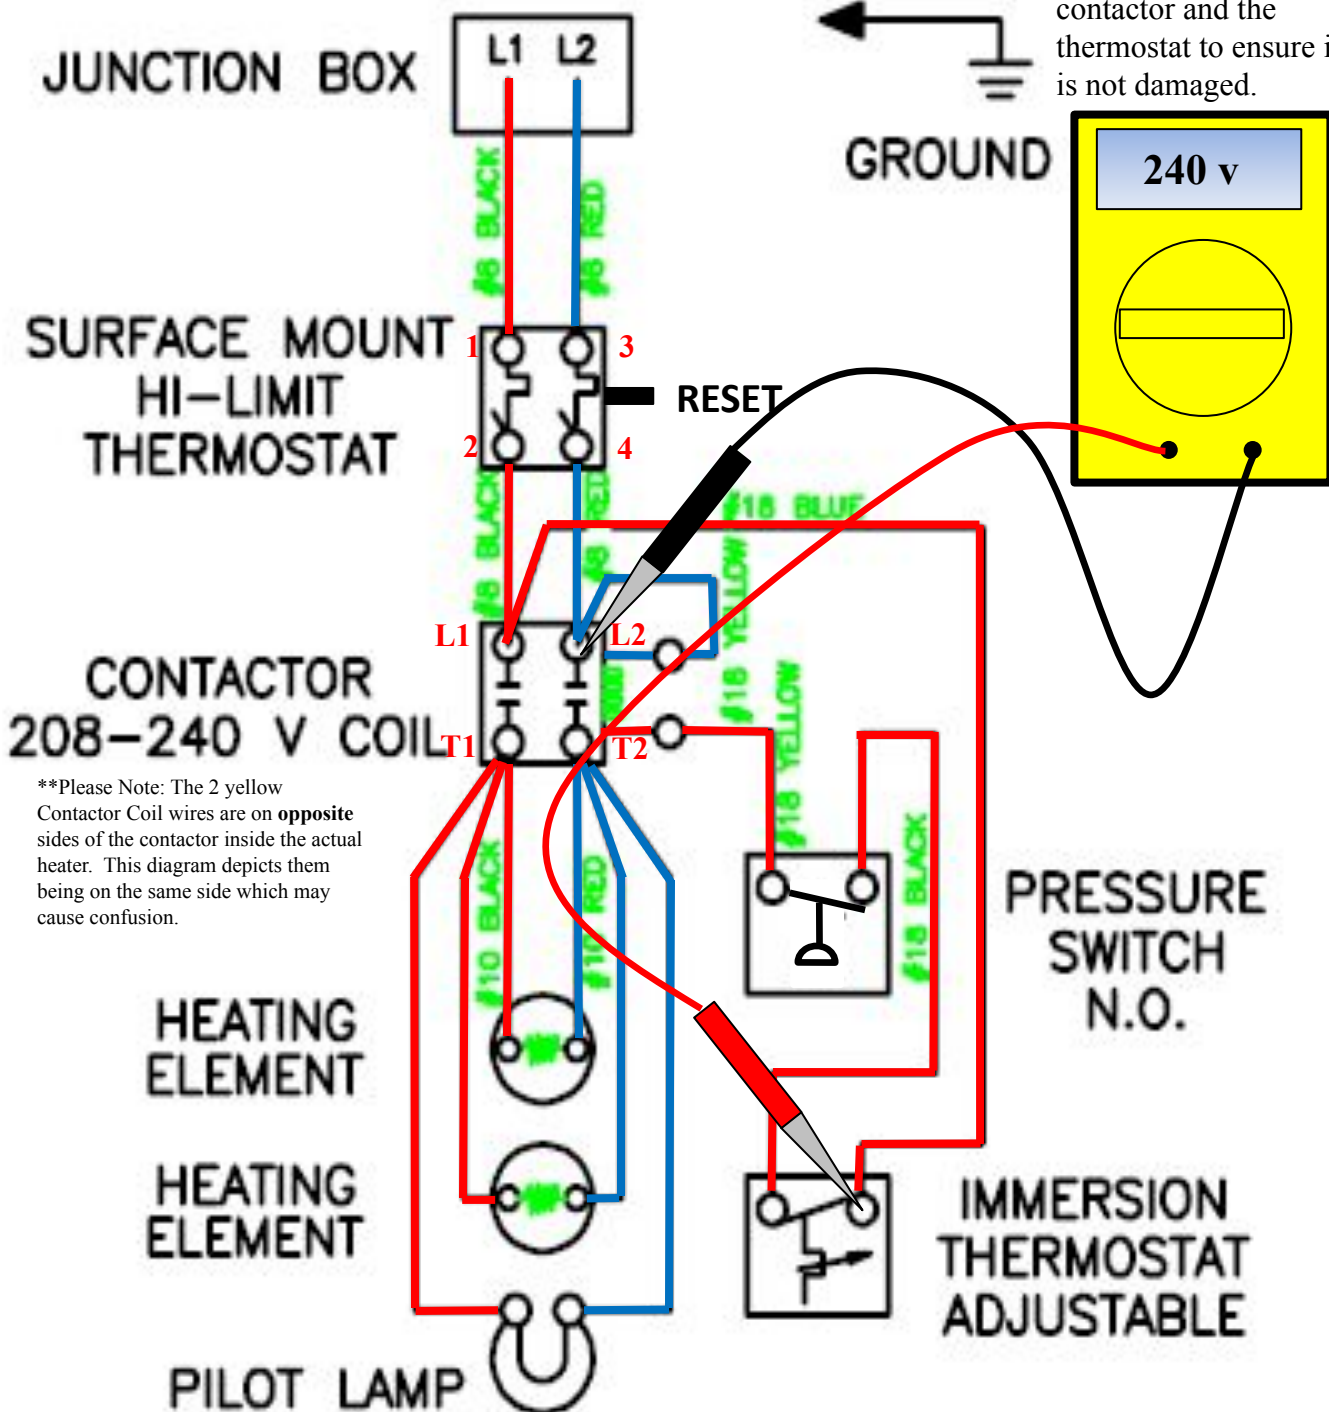 contactor and the
thermostat to ensure i
is not damaged.
L1 L2
JUNCTION BOX
GROUND
240 v
#8 BLACK
#8 RED
SURFACE MOUNT
HI-LIMIT
THERMOSTAT
1
3
2
4
RESET
#18 BLUE
#8 BLACK
#8 RED
#18 YELLOW
L1
L2
CONTACTOR
208-240 V COIL
T1
T2
#18 YELLOW
**Please Note: The 2 yellow
Contactor Coil wires are on opposite
sides of the contactor inside the actual
heater. This diagram depicts them
being on the same side which may
cause confusion.
#10 BLACK
#10 RED
#18 BLACK
PRESSURE
SWITCH
N.O.
HEATING
ELEMENT
HEATING
ELEMENT
IMMERSION
THERMOSTAT
ADJUSTABLE
PILOT LAMP